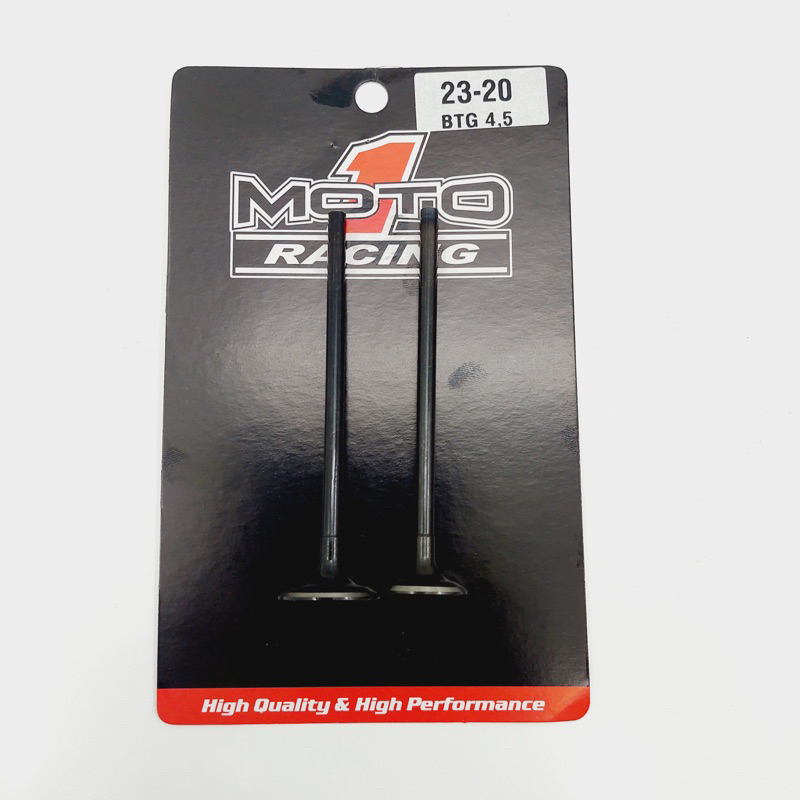 23-20
BTG 4,5
1
MOTO
RACING
High Quality & High Performance